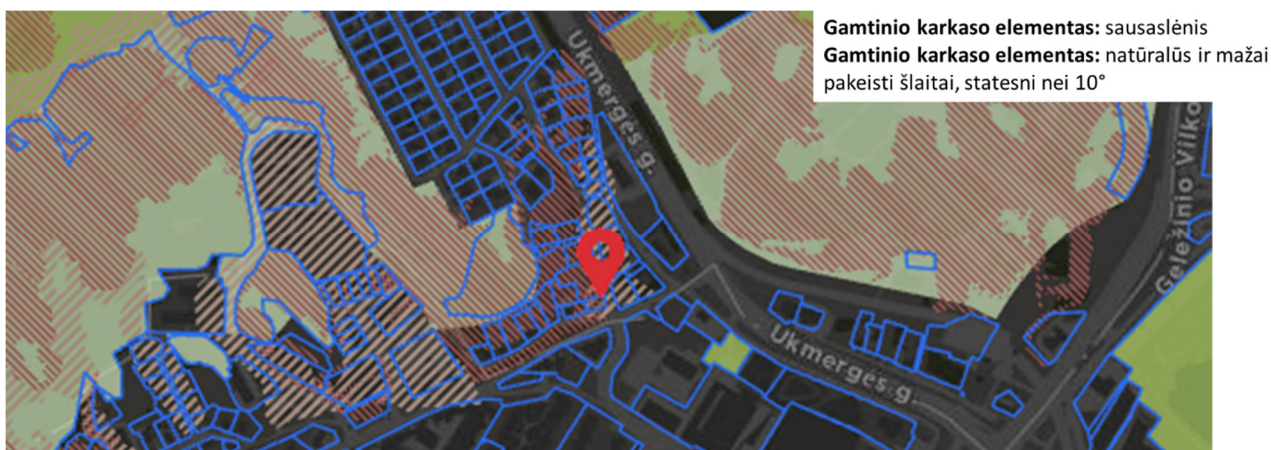 Gamtinio karkaso elementas: sausaslėnis
Gamtinio karkaso elementas: natūralūs ir mažai
pakeisti šlaitai, statesni nei 10°
Ukmergės g.
Geležinio Vilko
Ukmergės g.